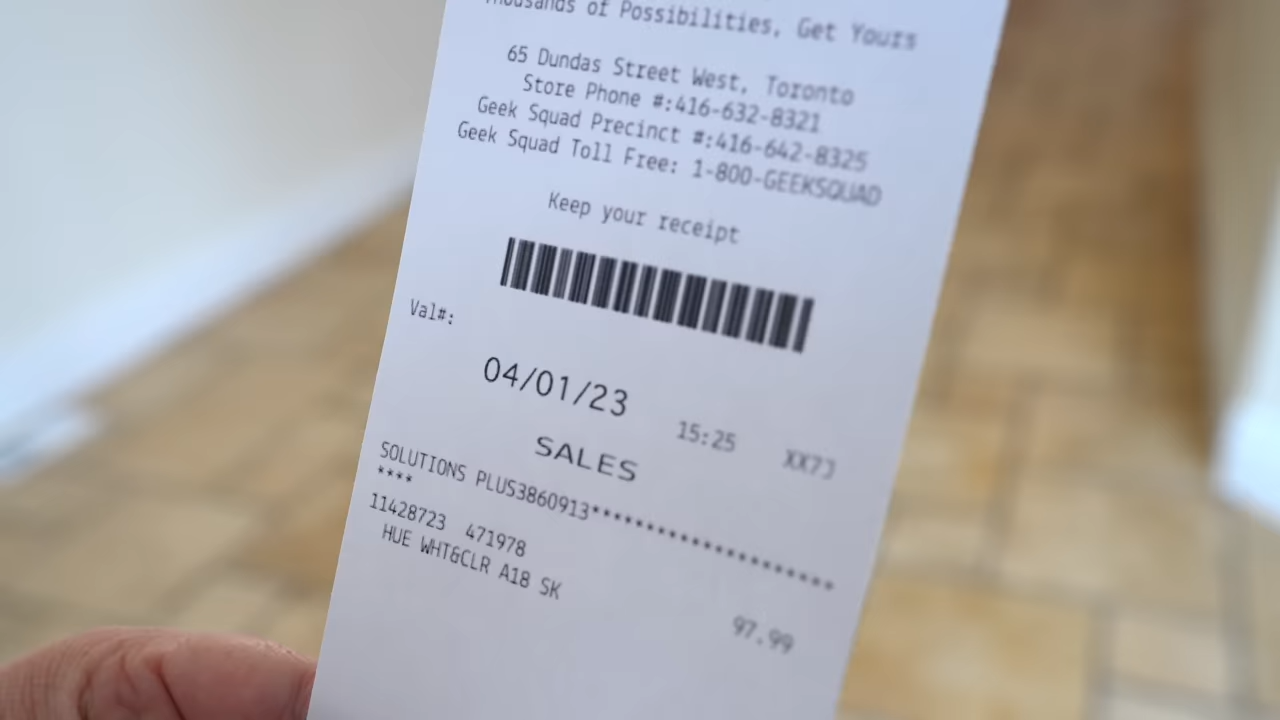 Thousands of Possibilities, Get Yours
65 Dundas Street West, Toronto
Store Phone #:416-632-8321
Geek Squad Precinct #:416-642-8325
Geek Squad Toll Free: 1-800-GEEKSQUAD
Keep your receipt
Val#:
04/01/23 15:25 XX7J
SALES
SOLUTIONS PLUS3860913**********************
****
11428723 471978
HUE WHT&CLR A18 SK
97.99